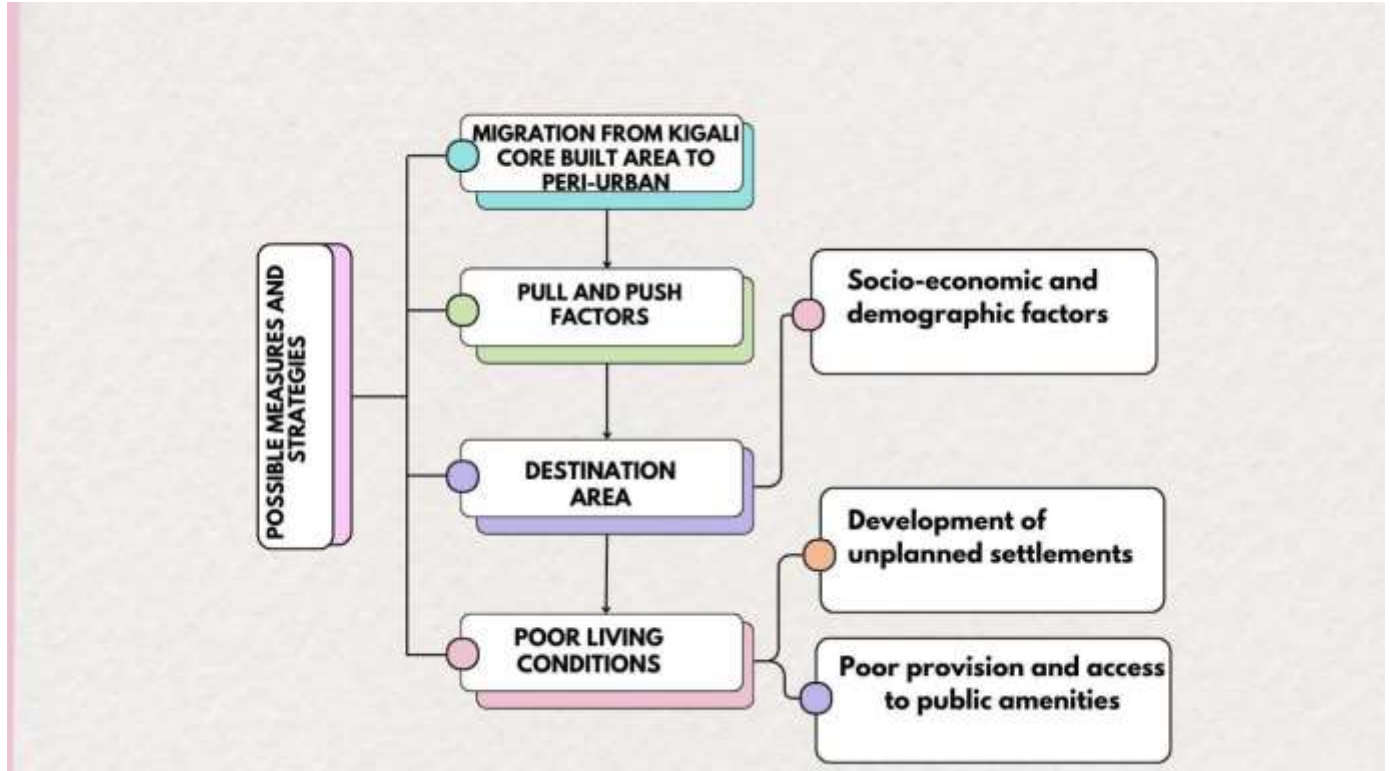 POSSIBLE MEASURES AND
STRATEGIES
MIGRATION FROM KIGALI
CORE BUILT AREA TO
PERI-URBAN
PULL AND PUSH
FACTORS
DESTINATION
AREA
POOR LIVING
CONDITIONS
Socio-economic and
demographic factors
Development of
unplanned settlements
Poor provision and access
to public amenities